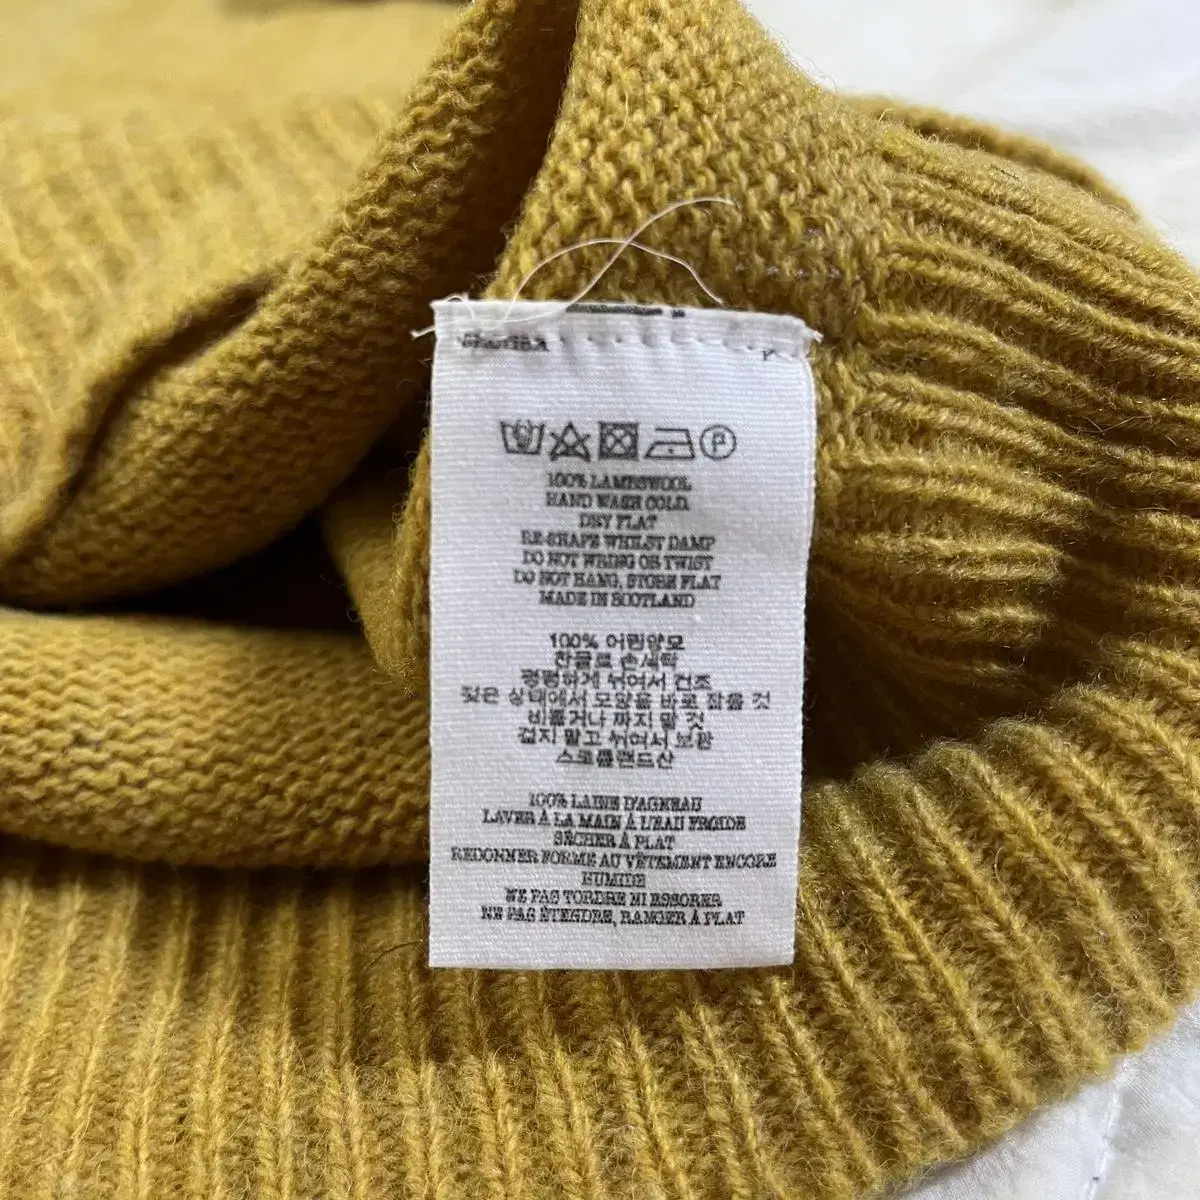 P
100% LAMBSWOOL
HAND WASH COLD.
DRY FLAT
RE-SHAPE WHILST DAMP
DO NOT WRING OR TWIST
DO NOT HANG, STORE FLAT
MADE IN SCOTLAND
100% 어린양모
찬물로 손세탁
평평하게 뉘여서 건조
젖은 상태에서 모양을 바로 잡을 것
비틀거나 짜지 말 것
걸지 말고 뉘여서 보관
스코틀랜드산
100% LAINE D'AGNEAU
LAVER À LA MAIN À L'EAU FROIDE
SÉCHER À PLAT
REDONNER FORME AU VÊTEMENT ENCORE
HUMIDE
NE PAS TORDRE NI ESSORER
NE PAS ÉTENDRE, RANGER À PLAT